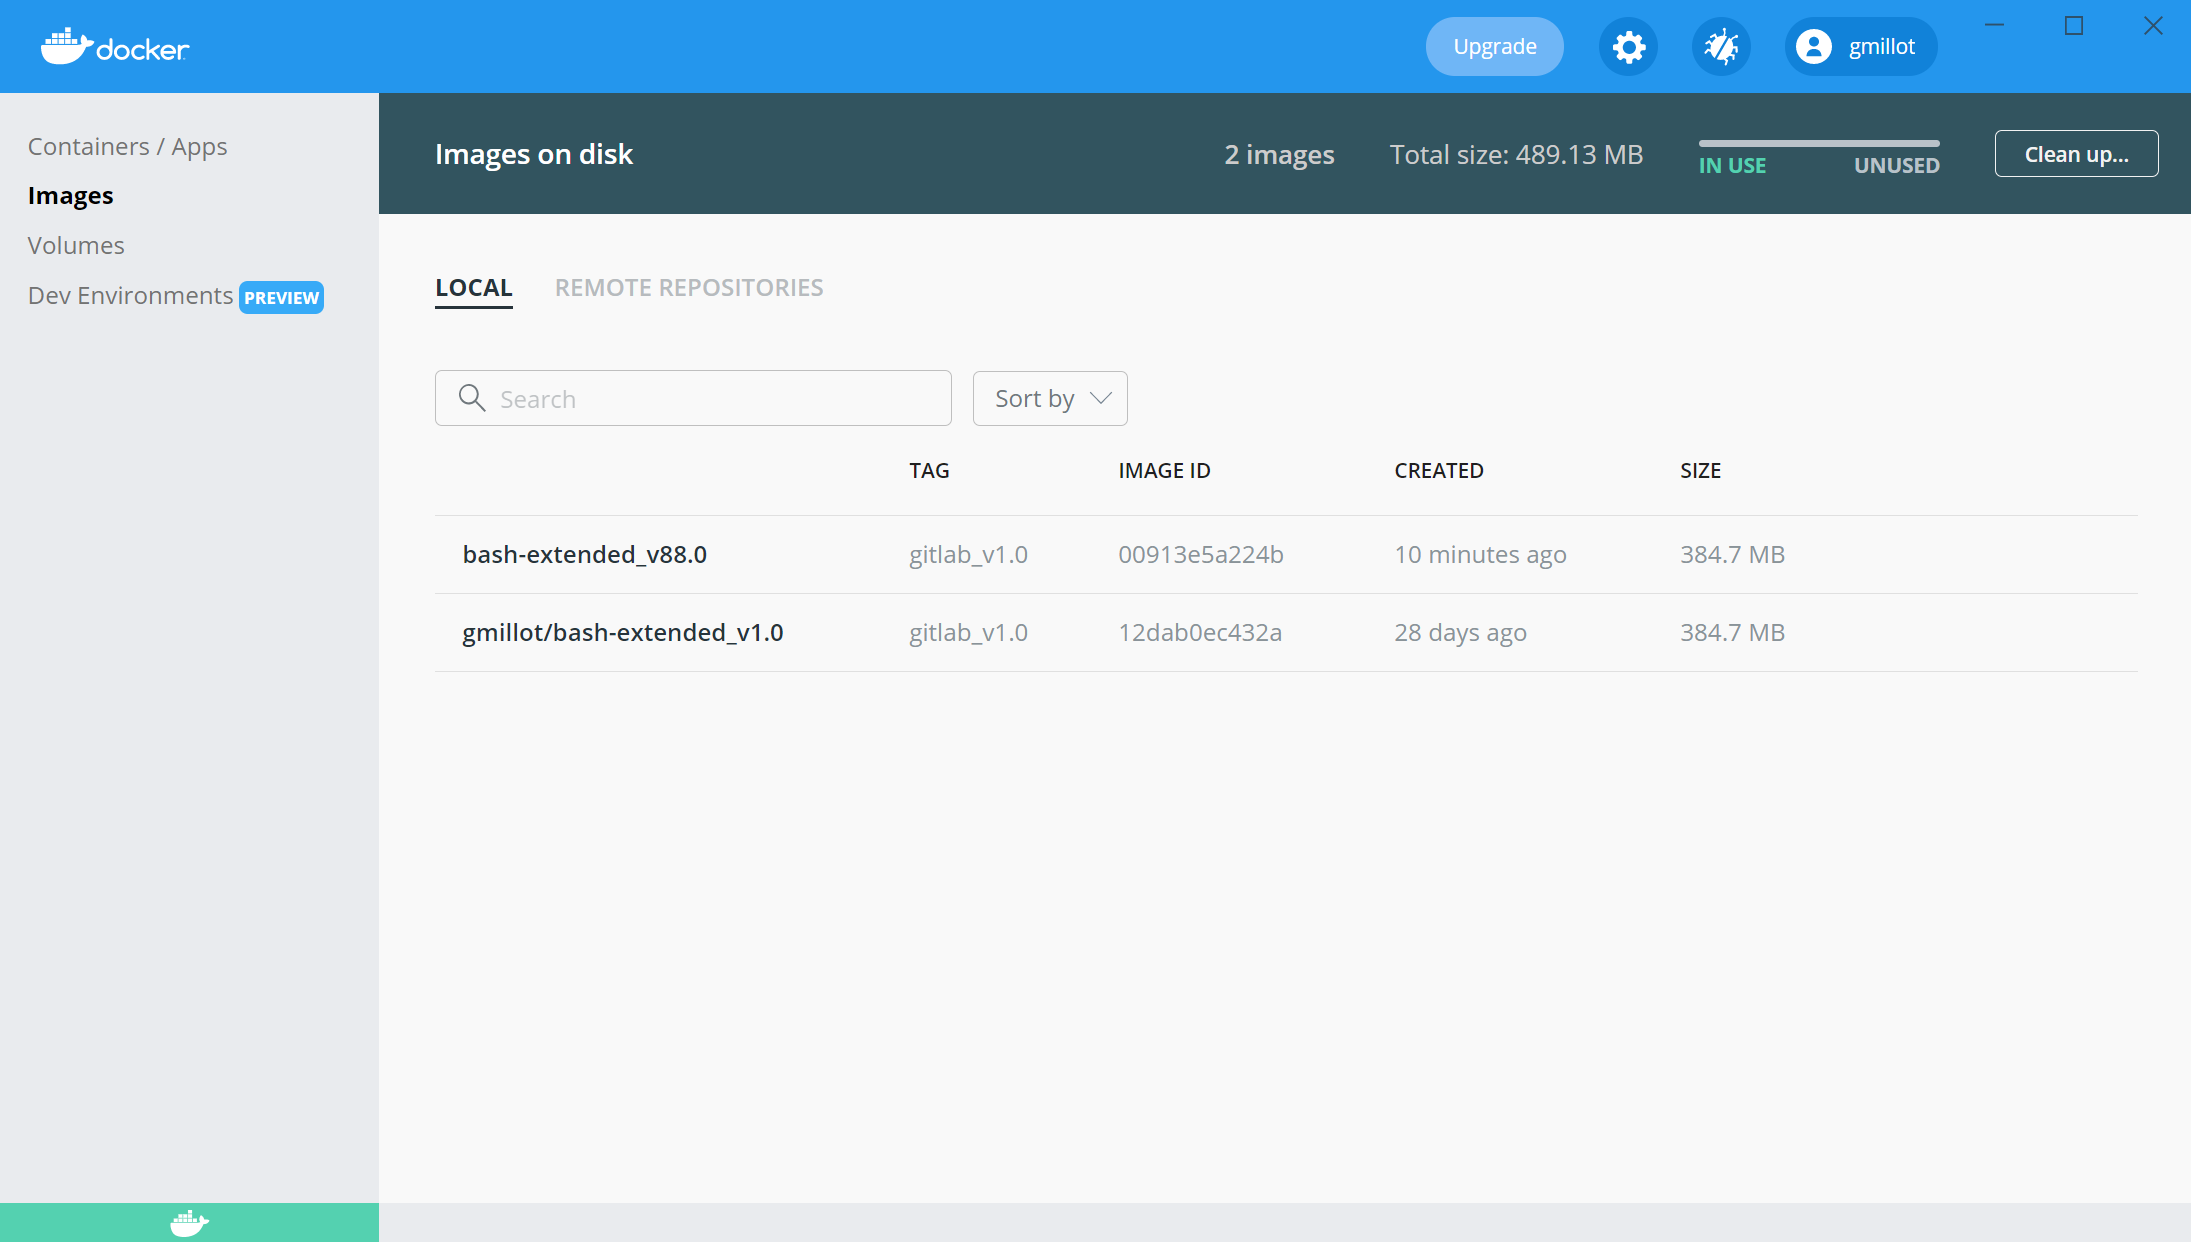 docker
Upgrade
gmillot
Containers / Apps
Images
Volumes
Dev Environments PREVIEW
Images on disk
2 images
Total size: 489.13 MB
IN USE
UNUSED
Clean up...
LOCAL
REMOTE REPOSITORIES
Search
Sort by
TAG IMAGE ID CREATED SIZE
bash-extended_v88.0 gitlab_v1.0 00913e5a224b 10 minutes ago 384.7 MB
gmillot/bash-extended_v1.0 gitlab_v1.0 12dab0ec432a 28 days ago 384.7 MB